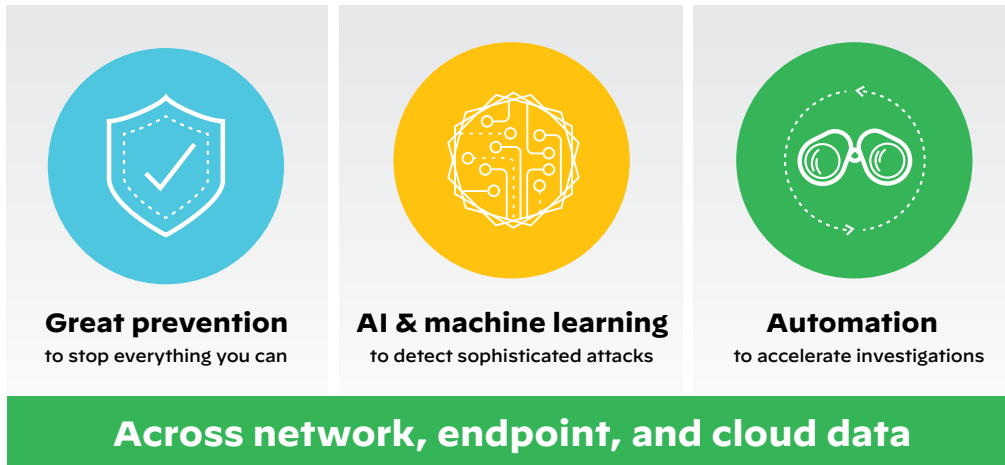 Great prevention
to stop everything you can
AI & machine learning
to detect sophisticated attacks
Automation
to accelerate investigations
Across network, endpoint, and cloud data